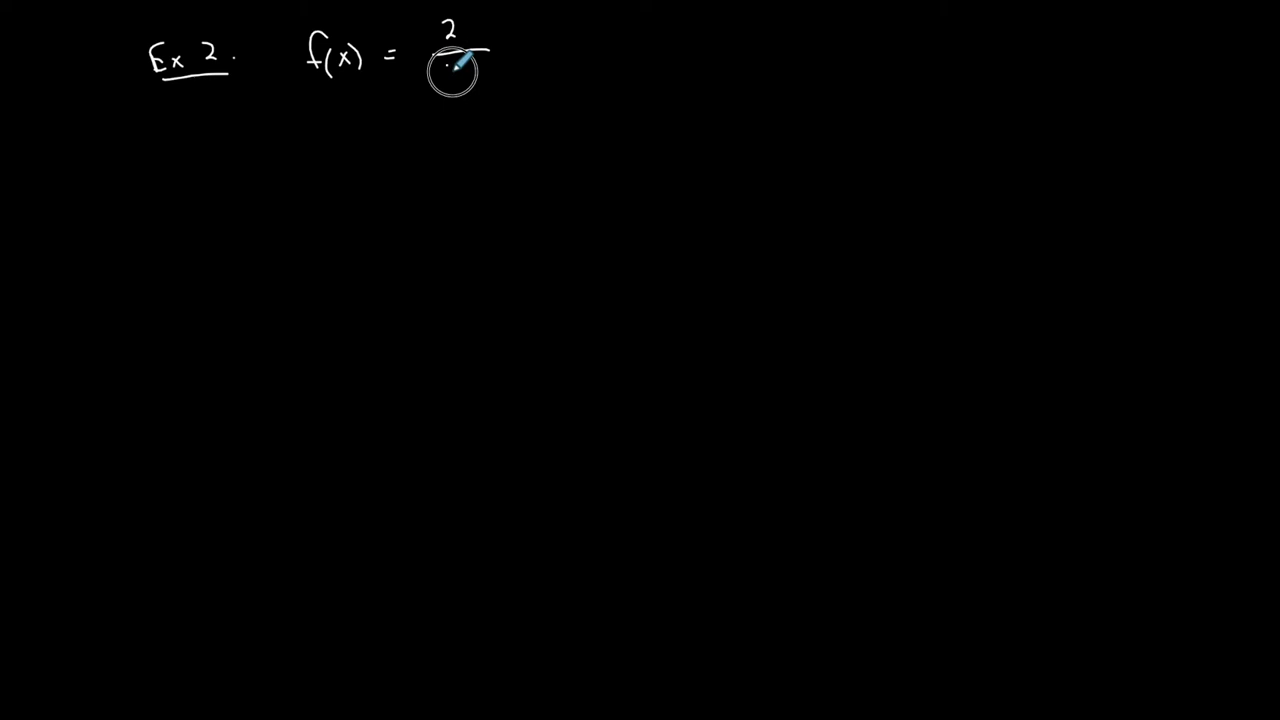 Ex 2. f(x) = 2/